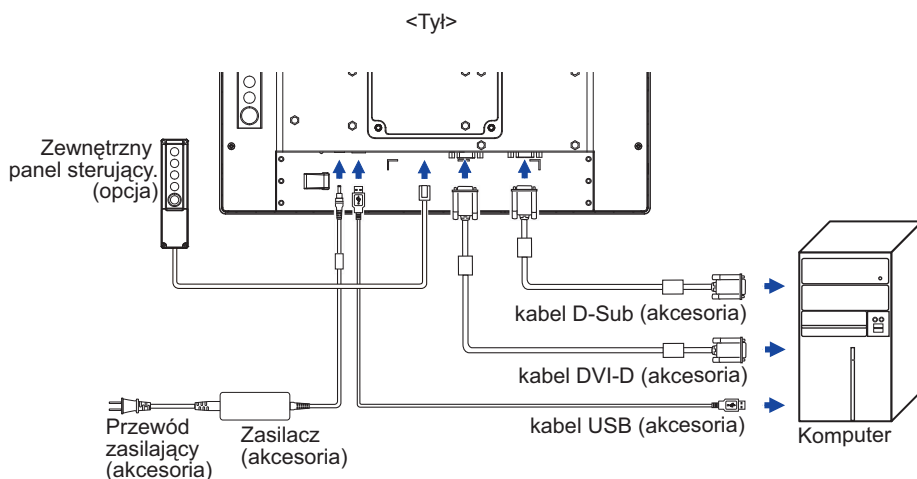 <Tył>
Zewnętrzny
panel sterujący.
(opcja)
kabel D-Sub (akcesoria)
kabel DVI-D (akcesoria)
kabel USB (akcesoria)
Przewód
zasilający
(akcesoria)
Zasilacz
(akcesoria)
Komputer